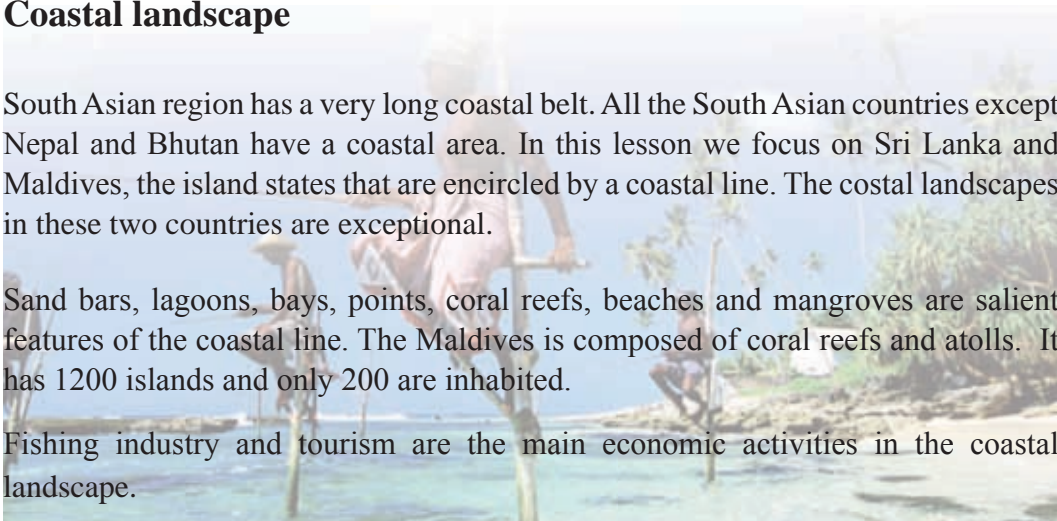 Coastal landscape
South Asian region has a very long coastal belt. All the South Asian countries except
Nepal and Bhutan have a coastal area. In this lesson we focus on Sri Lanka and
Maldives, the island states that are encircled by a coastal line. The costal landscapes
in these two countries are exceptional.
Sand bars, lagoons, bays, points, coral reefs, beaches and mangroves are salient
features of the coastal line. The Maldives is composed of coral reefs and atolls. It
has 1200 islands and only 200 are inhabited.
Fishing industry and tourism are the main economic activities in the coastal
landscape.